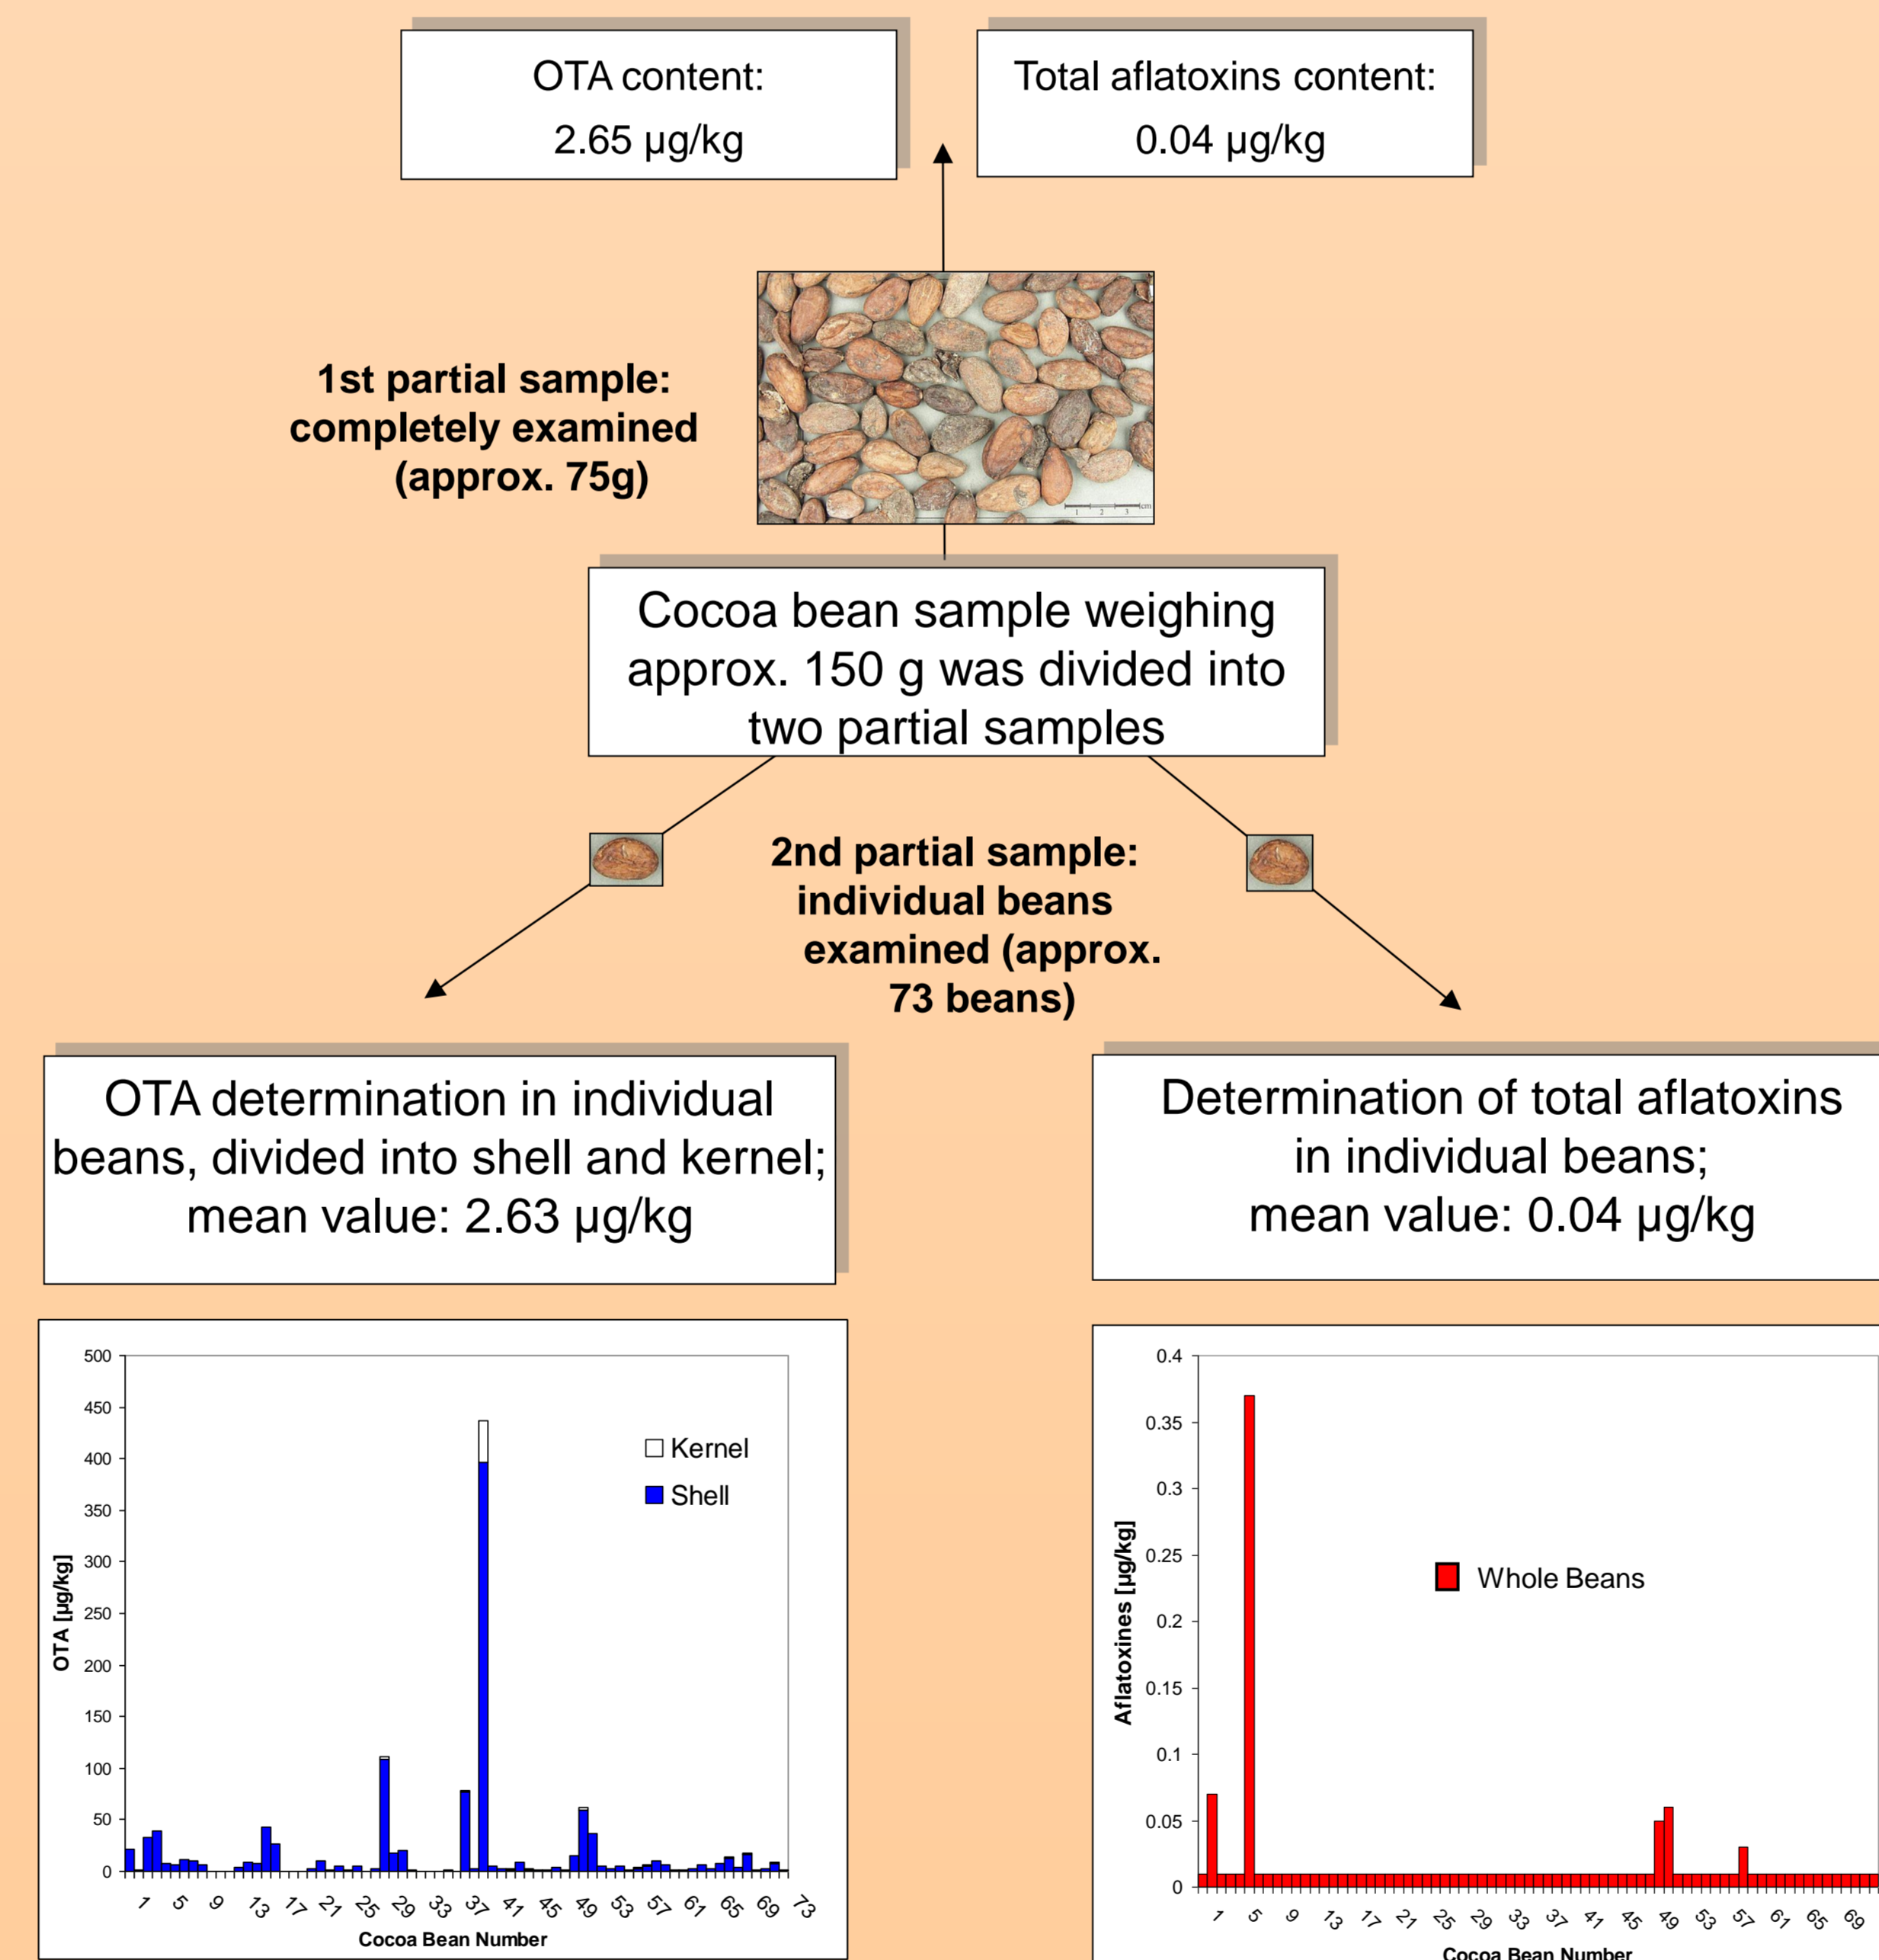 OTA content:
2.65 µg/kg
Total aflatoxins content:
0.04 µg/kg
1st partial sample:
completely examined
(approx. 75g)
1 2 3 cm
Cocoa bean sample weighing
approx. 150 g was divided into
two partial samples
2nd partial sample:
individual beans
examined (approx.
73 beans)
OTA determination in individual
beans, divided into shell and kernel;
mean value: 2.63 µg/kg
Determination of total aflatoxins
in individual beans;
mean value: 0.04 µg/kg
500
450
400
350
300
250
200
150
100
50
0
OTA [µg/kg]
Kernel
Shell
1 5 9 13 17 21 25 29 33 37 41 45 49 53 57 61 65 69 73
Cocoa Bean Number
0.4
0.35
0.3
0.25
0.2
0.15
0.1
0.05
0
Aflatoxines [µg/kg]
Whole Beans
1 5 9 13 17 21 25 29 33 37 41 45 49 53 57 61 65 69
Cocoa Bean Number